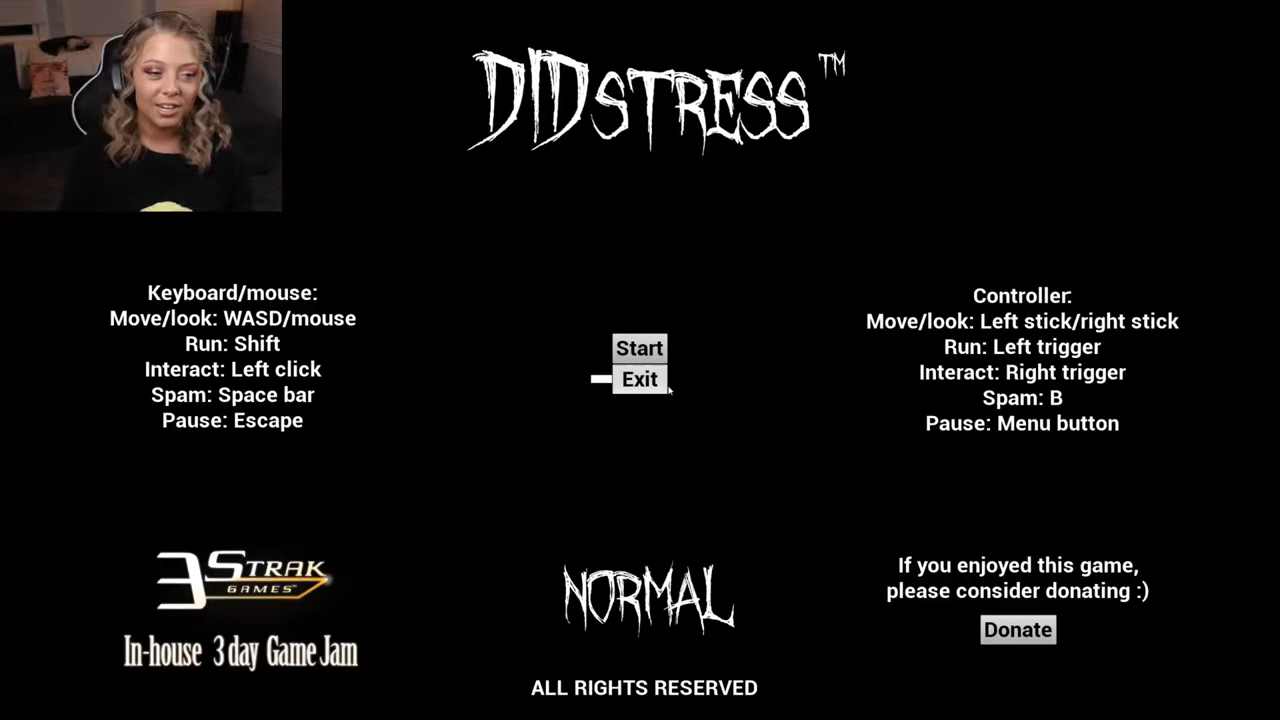 DIDSTRESS™
Keyboard/mouse:
Move/look: WASD/mouse
Run: Shift
Interact: Left click
Spam: Space bar
Pause: Escape
Start
Exit
Controller:
Move/look: Left stick/right stick
Run: Left trigger
Interact: Right trigger
Spam: B
Pause: Menu button
3STRAK
GAMES™
In-house 3 day Game Jam
NORMAL
ALL RIGHTS RESERVED
If you enjoyed this game,
please consider donating :)
Donate